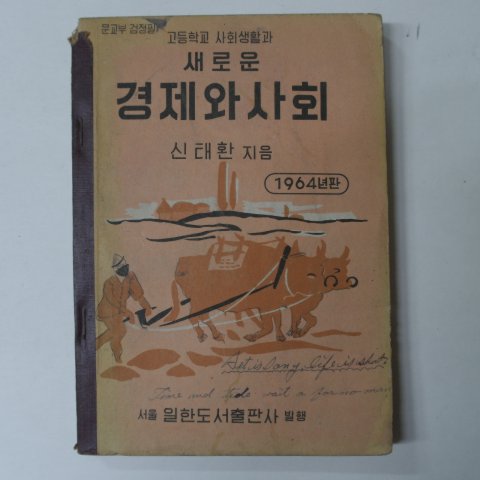 문교부 검정필
고등학교 사회생활과
새로운
경제와사회
신태환 지음
1964년판
Art is long, life is short
Time and tide wait a for no man
서울 일한도서출판사 발행